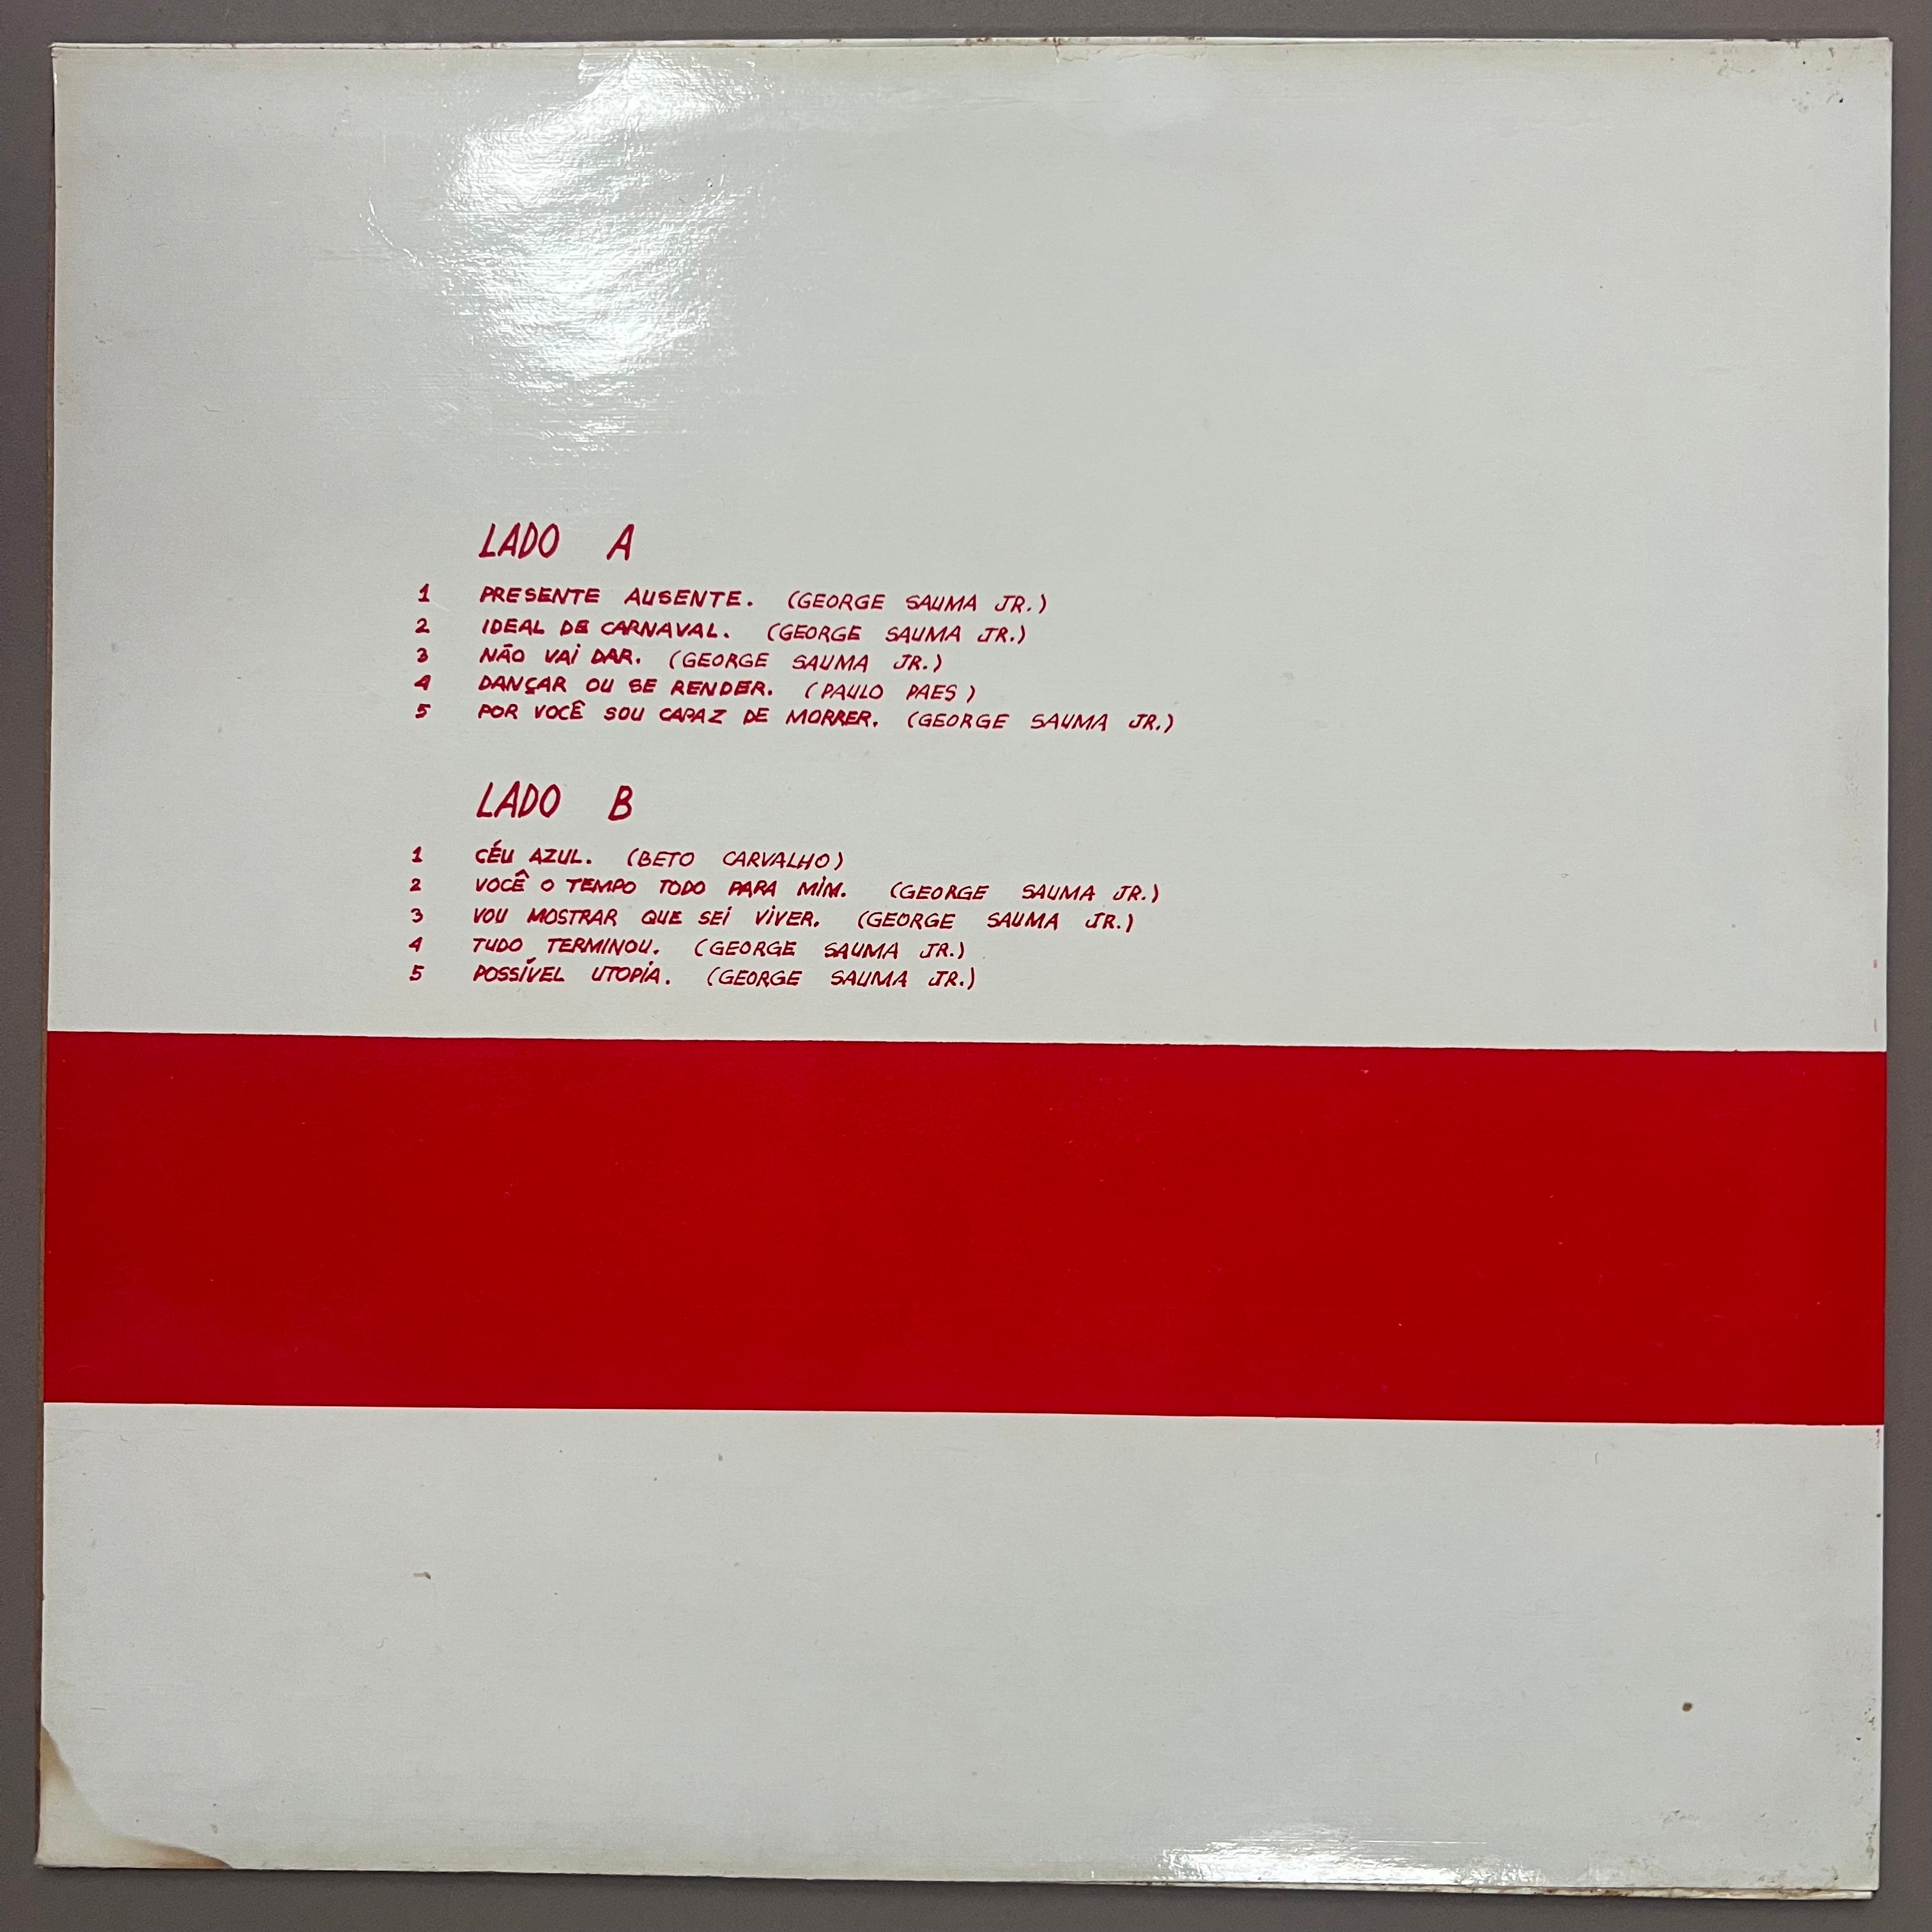 LADO A
1 PRESENTE AUSENTE. (GEORGE SAUMA JR.)
2 IDEAL DE CARNAVAL. (GEORGE SAUMA JR.)
3 NÃO VAI DAR. (GEORGE SAUMA JR.)
4 DANÇAR OU SE RENDER. (PAULO PAES)
5 POR VOCÊ SOU CAPAZ DE MORRER. (GEORGE SAUMA JR.)
LADO B
1 CÉU AZUL. (BETO CARVALHO)
2 VOCÊ O TEMPO TODO PARA MIM. (GEORGE SAUMA JR.)
3 VOU MOSTRAR QUE SEI VIVER. (GEORGE SAUMA JR.)
4 TUDO TERMINOU. (GEORGE SAUMA JR.)
5 POSSÍVEL UTOPIA. (GEORGE SAUMA JR.)